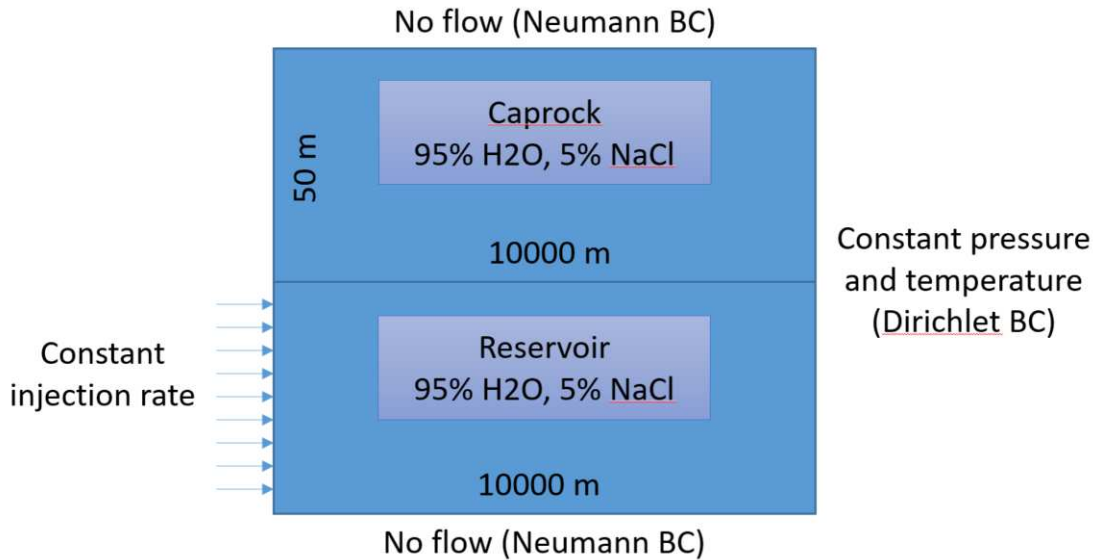 No flow (Neumann BC)
Caprock
95% H2O, 5% NaCl
50 m
10000 m
Constant pressure
and temperature
(Dirichlet BC)
Constant
injection rate
Reservoir
95% H2O, 5% NaCl
10000 m
No flow (Neumann BC)